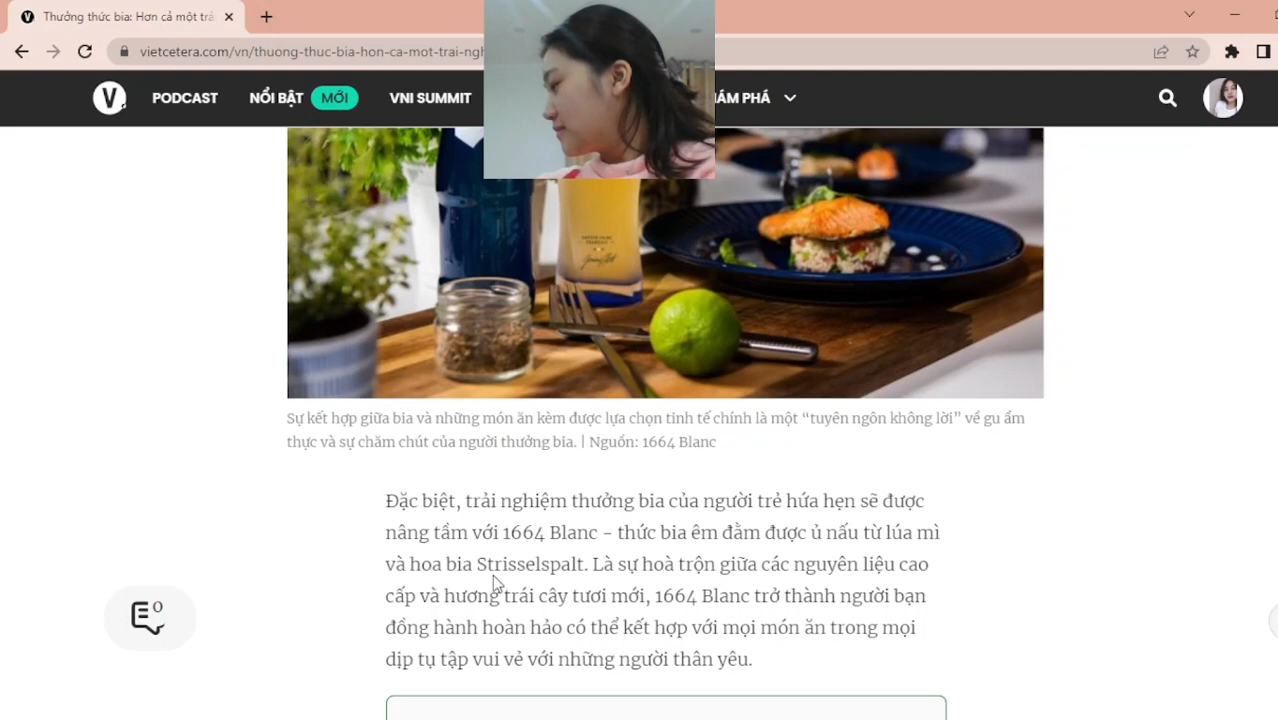 Thưởng thức bia: Hơn cả một trả
vietcetera.com/vn/thuong-thuc-bia-hon-ca-mot-trai-ngh
V. PODCAST NỔI BẬT MỚI VNI SUMMIT HÁM PHÁ
Sự kết hợp giữa bia và những món ăn kèm được lựa chọn tinh tế chính là một “tuyên ngôn không lời” về gu ẩm
thực và sự chăm chút của người thưởng bia. | Nguồn: 1664 Blanc
Đặc biệt, trải nghiệm thưởng bia của người trẻ hứa hẹn sẽ được
nâng tầm với 1664 Blanc - thức bia êm đằm được ủ nấu từ lúa mì
và hoa bia Strisselspalt. Là sự hoà trộn giữa các nguyên liệu cao
cấp và hương trái cây tươi mới, 1664 Blanc trở thành người bạn
0
đồng hành hoàn hảo có thể kết hợp với mọi món ăn trong mọi
dịp tụ tập vui vẻ với những người thân yêu.